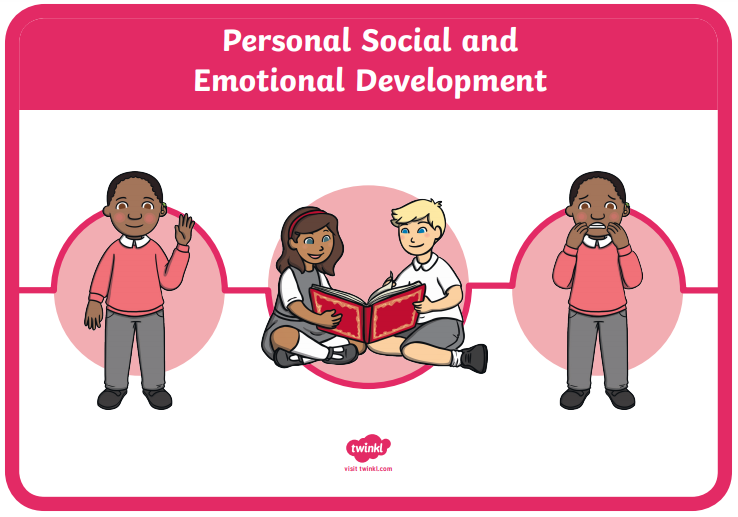 Personal Social and
Emotional Development
twinkl
visit twinkl.com